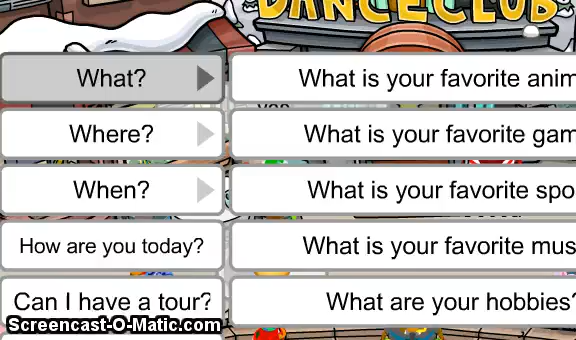 DANCE CLUB
What?
What is your favorite anim
Where?
What is your favorite gam
When?
What is your favorite spo
How are you today?
What is your favorite mus
Can I have a tour?
What are your hobbies?
Screencast-O-Matic.com